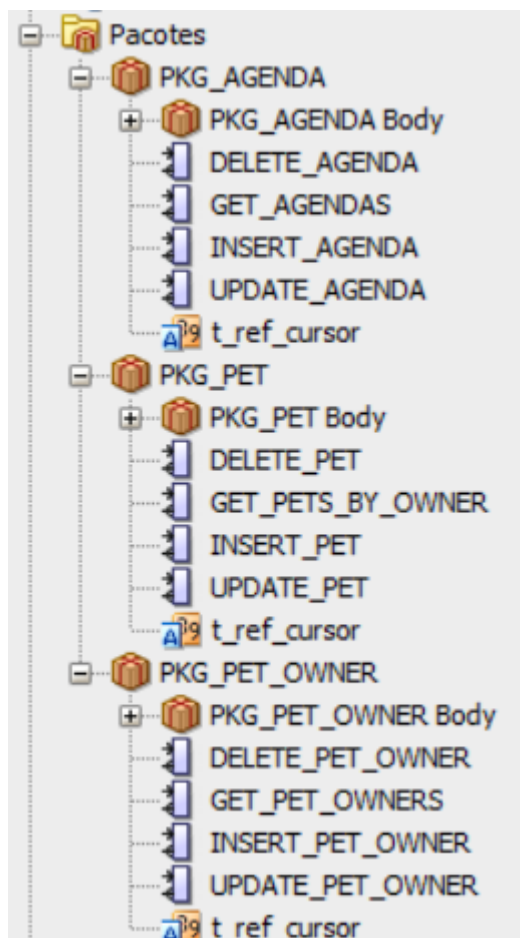 Pacotes
PKG_AGENDA
PKG_AGENDA Body
DELETE_AGENDA
GET_AGENDAS
INSERT_AGENDA
UPDATE_AGENDA
t_ref_cursor
PKG_PET
PKG_PET Body
DELETE_PET
GET_PETS_BY_OWNER
INSERT_PET
UPDATE_PET
t_ref_cursor
PKG_PET_OWNER
PKG_PET_OWNER Body
DELETE_PET_OWNER
GET_PET_OWNERS
INSERT_PET_OWNER
UPDATE_PET_OWNER
t_ref_cursor